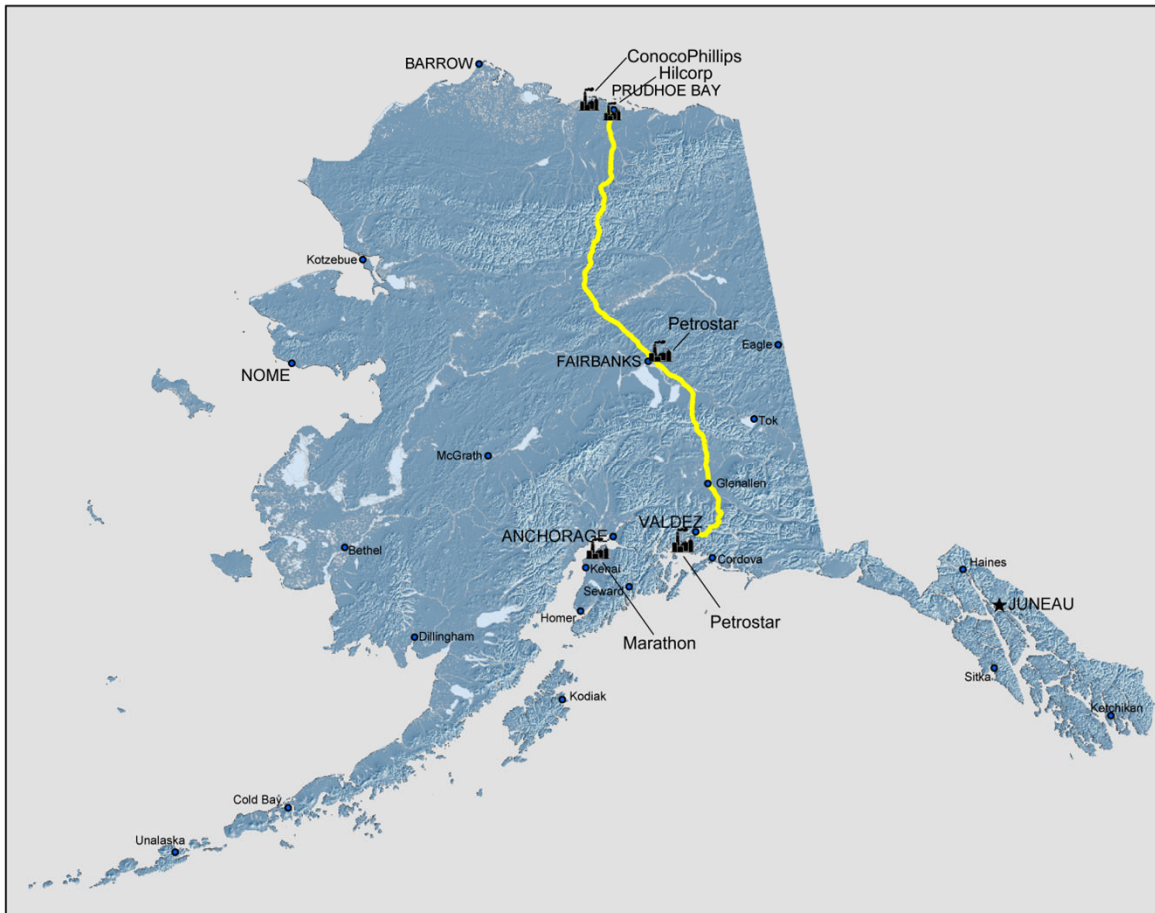 ConocoPhillips
BARROW
Hilcorp
PRUDHOE BAY
Kotzebue
Petrostar
Eagle
FAIRBANKS
NOME
Tok
McGrath
Glenallen
VALDEZ
ANCHORAGE
Bethel
Cordova
Haines
Kenai
Seward
JUNEAU
Homer
Petrostar
Dillingham
Marathon
Sitka
Kodiak
Ketchikan
Cold Bay
Unalaska